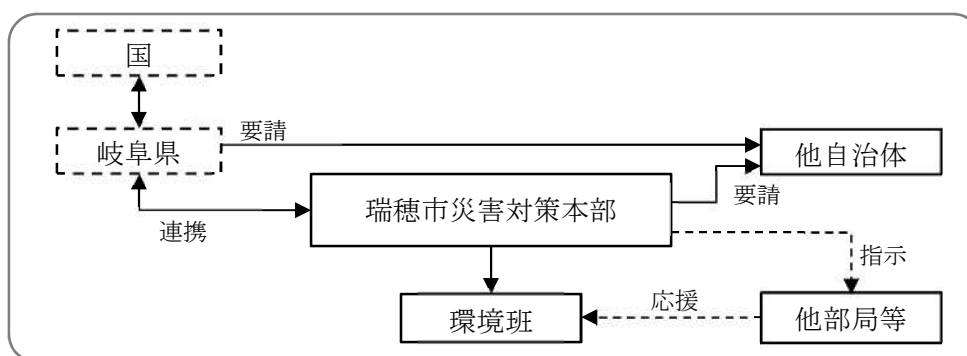 国
岐阜県
要請
他自治体
瑞穂市災害対策本部
要請
連携
指示
環境班
応援
他部局等